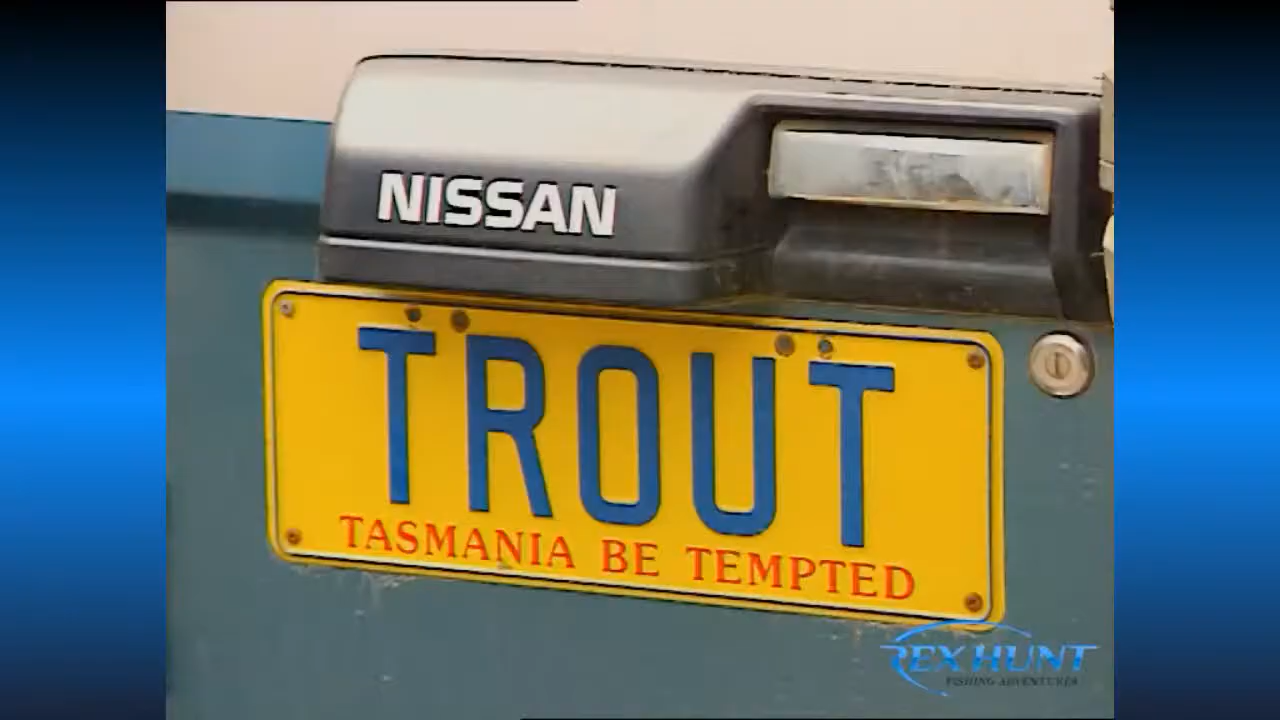 NISSAN
TROUT
TASMANIA BE TEMPTED
REX HUNT
FISHING ADVENTURES